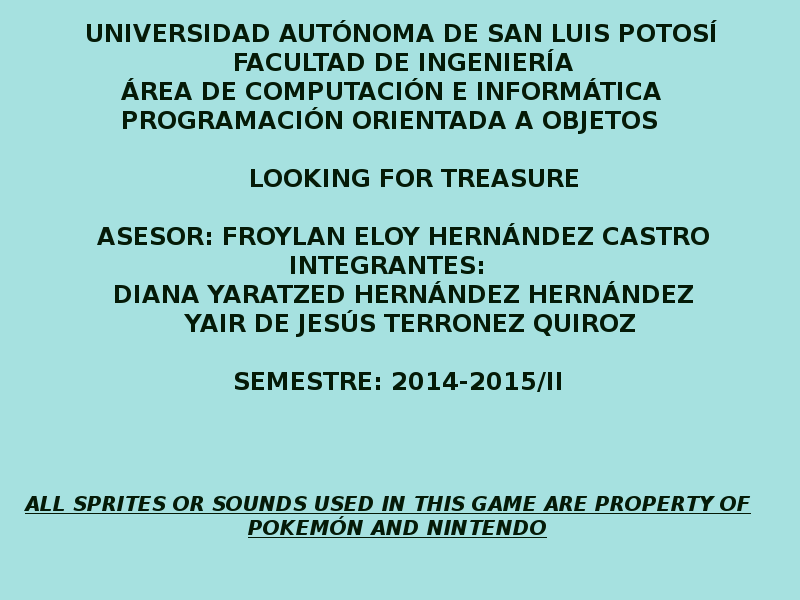 UNIVERSIDAD AUTÓNOMA DE SAN LUIS POTOSÍ
FACULTAD DE INGENIERÍA
ÁREA DE COMPUTACIÓN E INFORMÁTICA
PROGRAMACIÓN ORIENTADA A OBJETOS
LOOKING FOR TREASURE
ASESOR: FROYLAN ELOY HERNÁNDEZ CASTRO
INTEGRANTES:
DIANA YARATZED HERNÁNDEZ HERNÁNDEZ
YAIR DE JESÚS TERRONEZ QUIROZ
SEMESTRE: 2014-2015/II
ALL SPRITES OR SOUNDS USED IN THIS GAME ARE PROPERTY OF
POKEMÓN AND NINTENDO